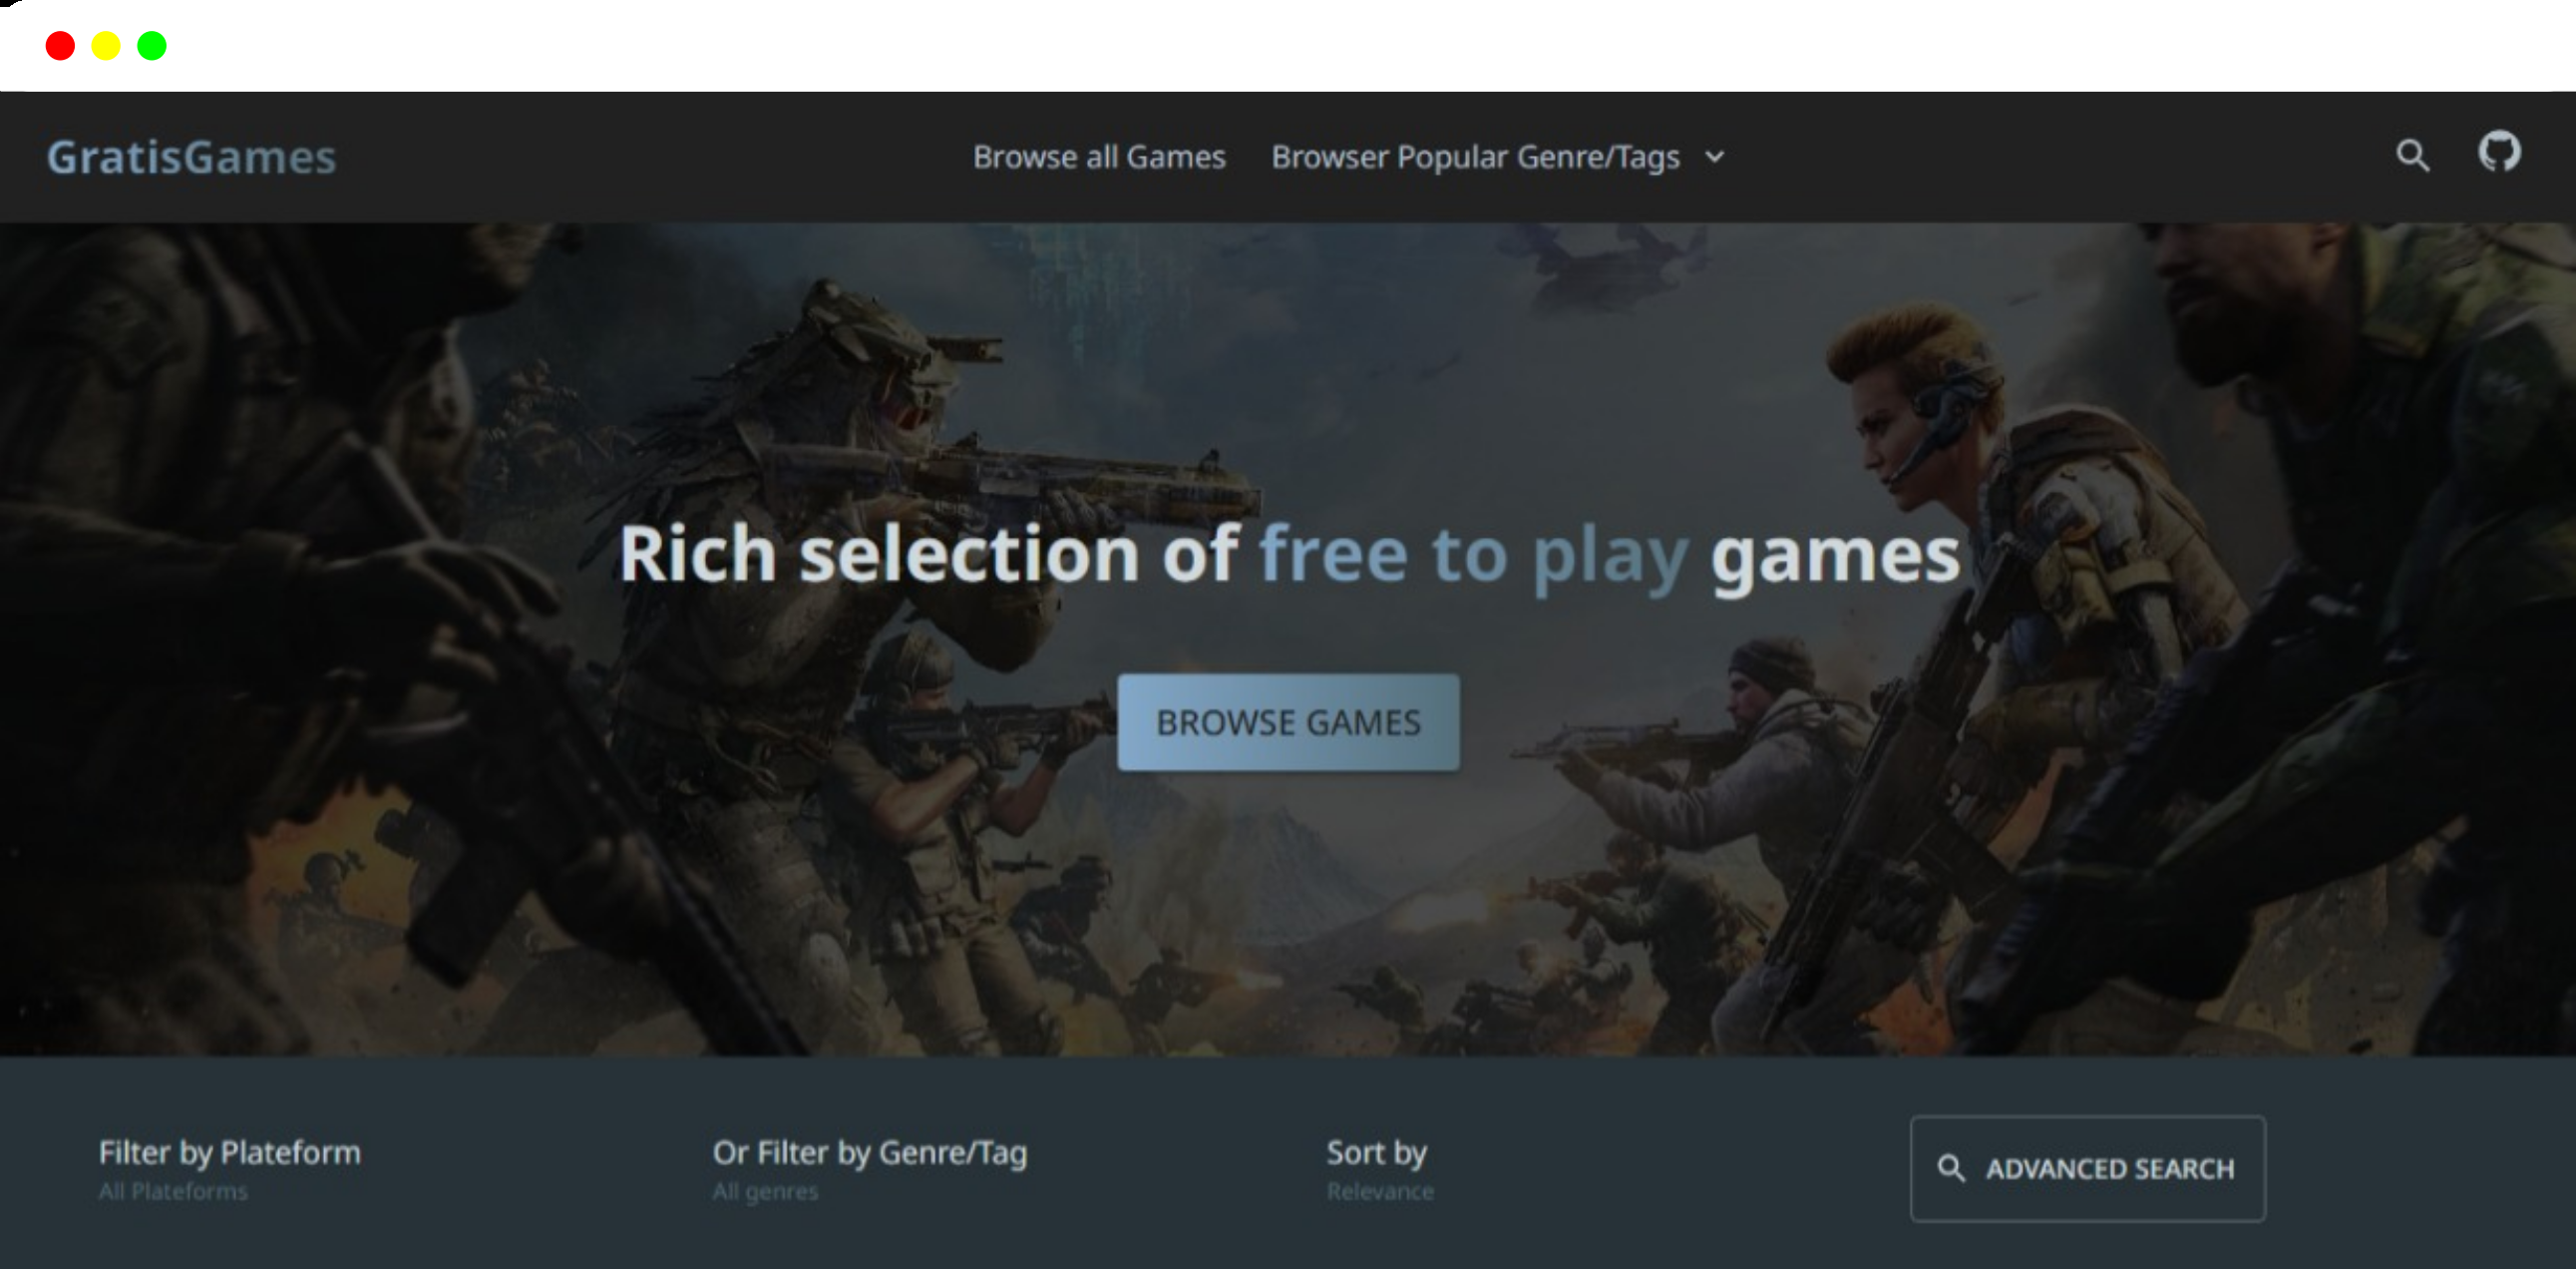 GratisGames
Browse all Games
Browser Popular Genre/Tags
Rich selection of free to play games
BROWSE GAMES
Filter by Plateform
All Plateforms
Or Filter by Genre/Tag
All genres
Sort by
Relevance
ADVANCED SEARCH